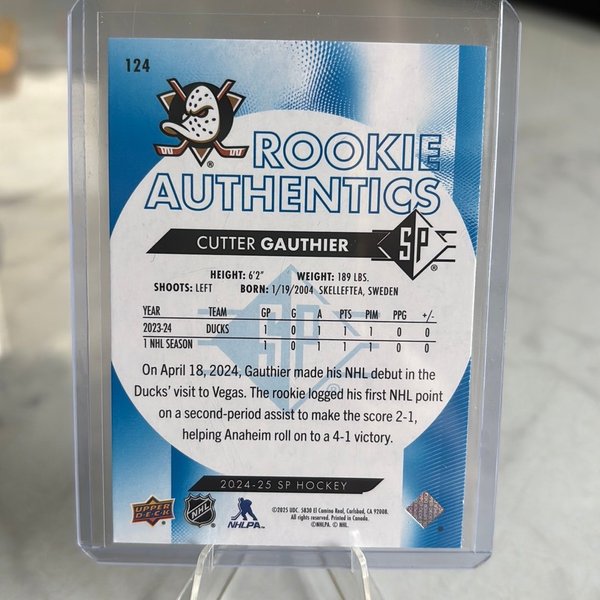 124
®
ROOKIE
AUTHENTICS
CUTTER GAUTHIER
SP®
HEIGHT: 6'2" WEIGHT: 189 LBS.
SHOOTS: LEFT BORN: 1/19/2004 SKELLEFTEA, SWEDEN
YEAR TEAM GP G A PTS PIM PPG +/-
2023-24 DUCKS 1 0 1 1 1 0 0
1 NHL SEASON 1 0 1 1 1 0 0
On April 18, 2024, Gauthier made his NHL debut in the
Ducks' visit to Vegas. The rookie logged his first NHL point
on a second-period assist to make the score 2-1,
helping Anaheim roll on to a 4-1 victory.
SP®
2024-25 SP HOCKEY
UPPER
DECK
NHL
NHLPA
©2025 UDC. 5830 El Camino Real, Carlsbad, CA 92008.
All rights reserved. Printed in Canada.
©NHLPA. © NHL.